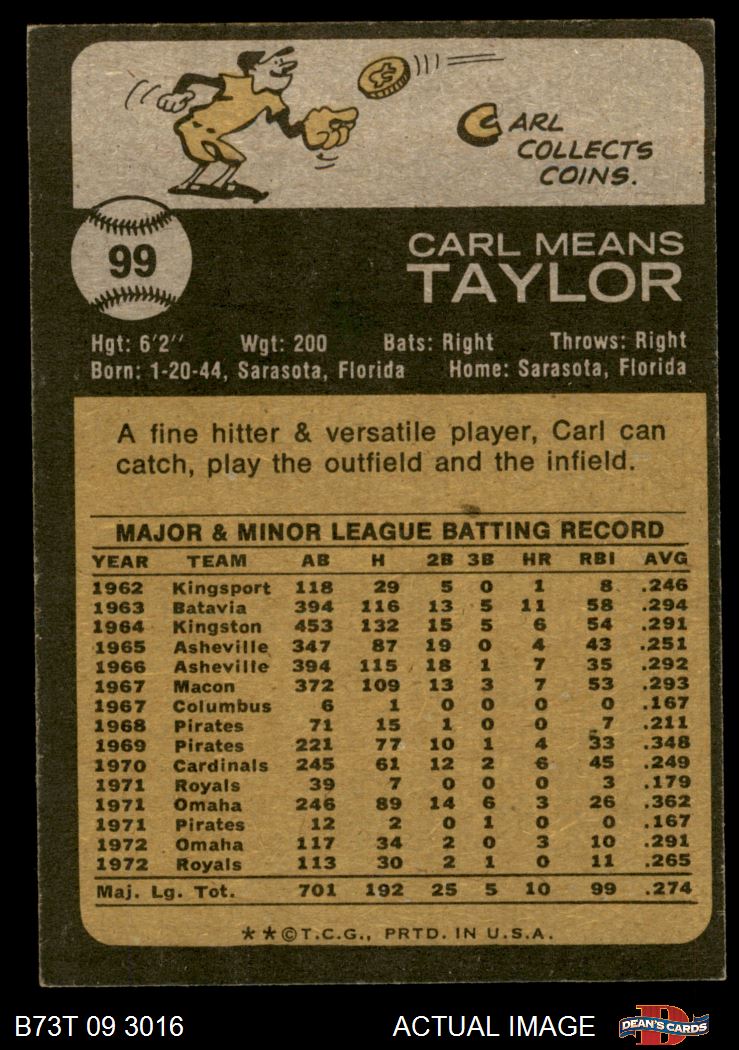 CARL
COLLECTS
COINS.
99
CARL MEANS
TAYLOR
Hgt: 6'2" Wgt: 200 Bats: Right Throws: Right
Born: 1-20-44, Sarasota, Florida Home: Sarasota, Florida
A fine hitter & versatile player, Carl can
catch, play the outfield and the infield.
MAJOR & MINOR LEAGUE BATTING RECORD
YEAR TEAM AB H 2B 3B HR RBI AVG
1962 Kingsport 118 29 5 0 1 8 .246
1963 Batavia 394 116 13 5 11 58 .294
1964 Kingston 453 132 15 5 6 54 .291
1965 Asheville 347 87 19 0 4 43 .251
1966 Asheville 394 115 18 1 7 35 .292
1967 Macon 372 109 13 3 7 53 .293
1967 Columbus 6 1 0 0 0 0 .167
1968 Pirates 71 15 1 0 0 7 .211
1969 Pirates 221 77 10 1 4 33 .348
1970 Cardinals 245 61 12 2 6 45 .249
1971 Royals 39 7 0 0 0 3 .179
1971 Omaha 246 89 14 6 3 26 .362
1971 Pirates 12 2 0 1 0 0 .167
1972 Omaha 117 34 2 0 3 10 .291
1972 Royals 113 30 2 1 0 11 .265
Maj. Lg. Tot. 701 192 25 5 10 99 .274
**©T.C.G., PRTD. IN U.S.A.
B73T 09 3016 ACTUAL IMAGE
D
DEAN'S CARDS